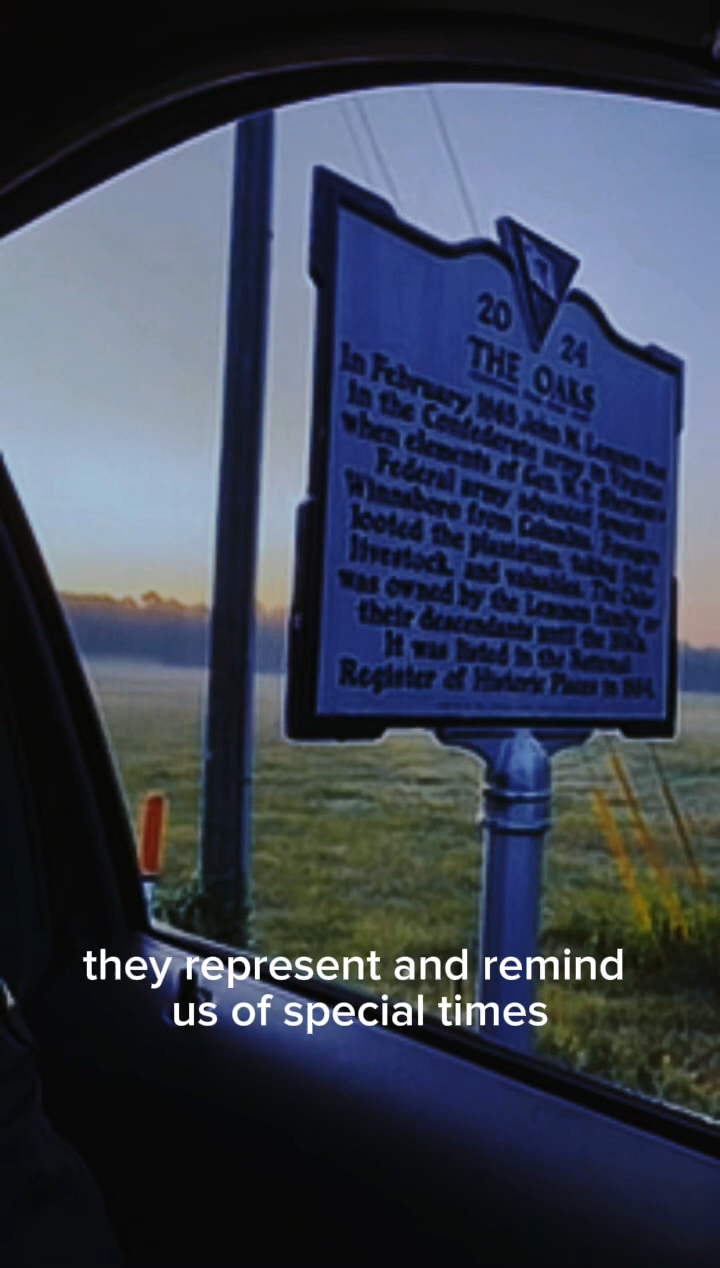 20 24
THE OAKS
In February 1865 John M. Lemmon was
in the Confederate army in Virginia
when elements of Gen. W.T. Sherman's
Federal army advanced toward
Winnsboro from Columbia.
looted the plantation, taking food,
livestock, and valuables. The Oaks
was owned by the Lemmon family or
their descendants until the
It was listed in the National
Register of Historic Places in 1984.
they represent and remind
us of special times